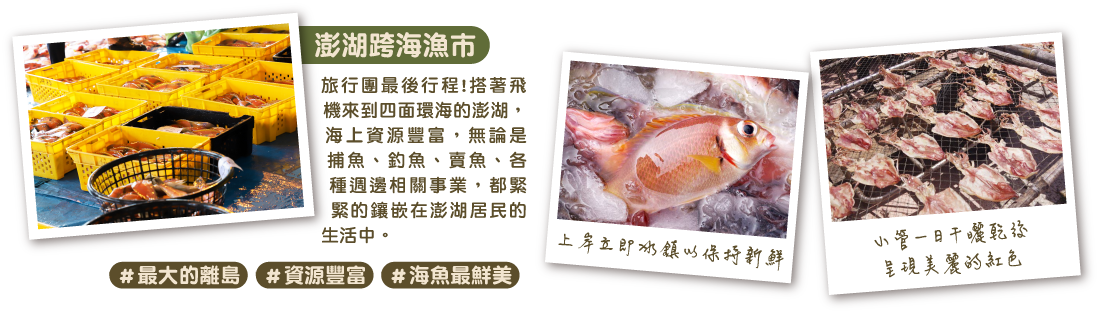 澎湖跨海漁市
旅行團最後行程!搭著飛
機來到四面環海的澎湖，
海上資源豐富，無論是
捕魚、釣魚、賣魚、各
種週邊相關事業，都緊
緊的鑲嵌在澎湖居民的
生活中。
#最大的離島 #資源豐富 #海魚最鮮美
上岸立即冰鎮以保持新鮮
小管一日干曬乾後
呈現美麗的紅色